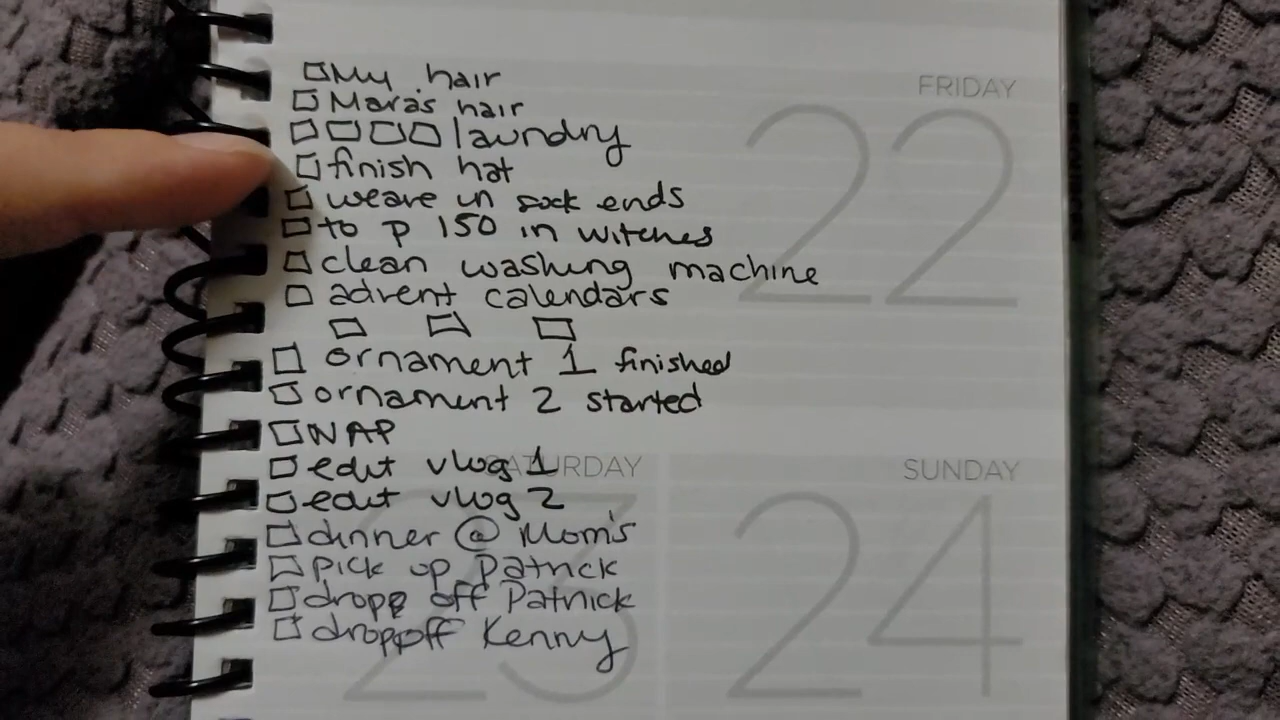 □ My hair
FRIDAY
□ Mara's hair
22
□ □ □ □ laundry
□ finish hat
□ weave in sock ends
□ to p 150 in witches
□ clean washing machine
□ advent calendars
□ □ □
□ ornament 1 finished
□ ornament 2 started
□ NAP
□ edit vlog 1
SATURDAY
SUNDAY
□ edit vlog 2
23
24
□ dinner @ Mom's
□ pick up Patrick
□ dropp off Patrick
□ dropoff Kenny